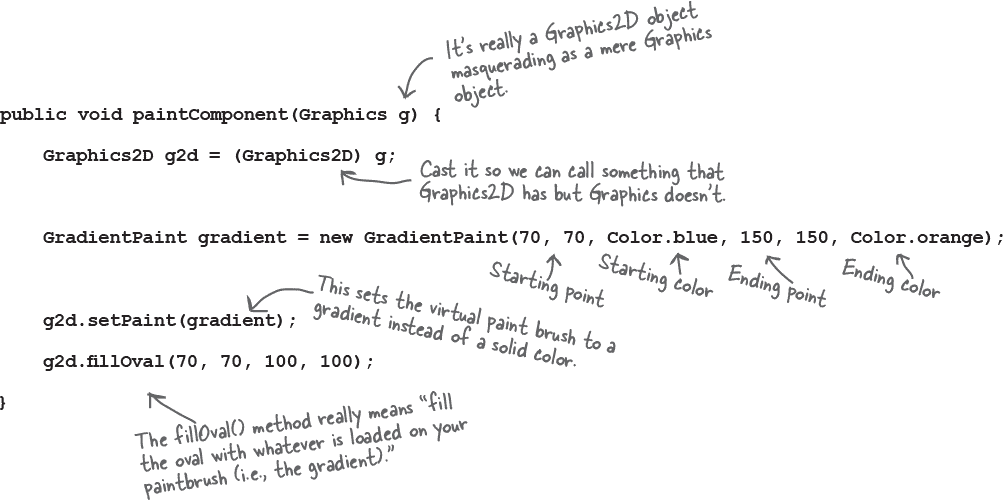 It's really a Graphics2D object
masquerading as a mere Graphics
object.
public void paintComponent(Graphics g) {
Graphics2D g2d = (Graphics2D) g;
Cast it so we can call something that
Graphics2D has but Graphics doesn't.
GradientPaint gradient = new GradientPaint(70, 70, Color.blue, 150, 150, Color.orange);
Starting point
Starting color
Ending point
Ending color
This sets the virtual paint brush to a
gradient instead of a solid color.
g2d.setPaint(gradient);
g2d.fillOval(70, 70, 100, 100);
}
The fillOval() method really means “fill
the oval with whatever is loaded on your
paintbrush (i.e., the gradient).”